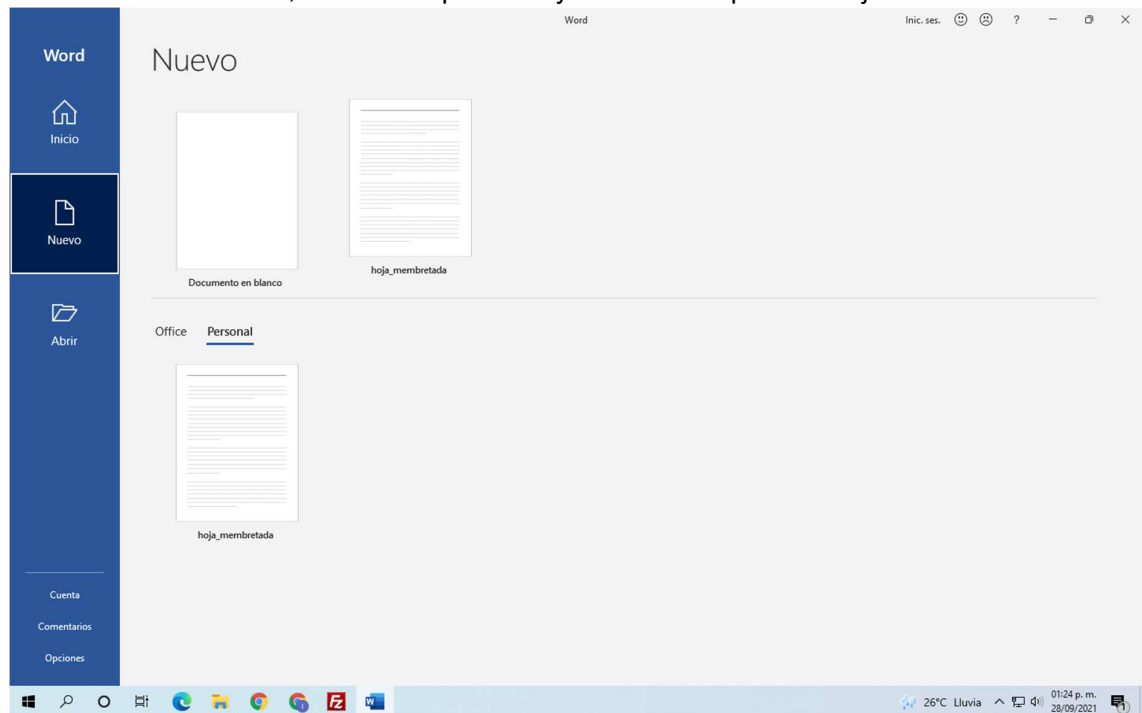 Word
Inic. ses.
?
Word
Nuevo
Inicio
Nuevo
Documento en blanco
hoja_membretada
Abrir
Office Personal
hoja_membretada
Cuenta
Comentarios
Opciones
26°C Lluvia
01:24 p. m.
28/09/2021